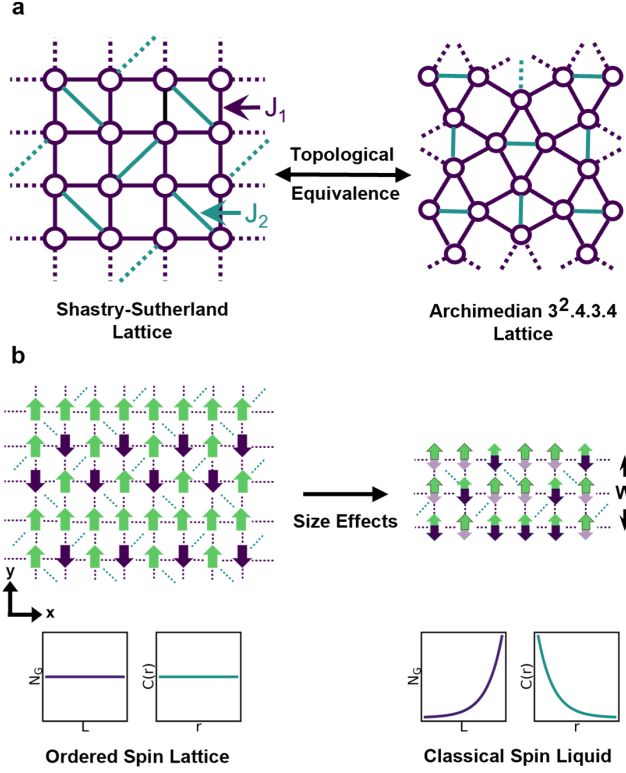 a
J1
J2
Topological
Equivalence
Shastry-Sutherland
Lattice
Archimedian 3².4.3.4
Lattice
b
Size Effects
W
y
x
NG
L
C(r)
r
NG
L
C(r)
r
Ordered Spin Lattice
Classical Spin Liquid